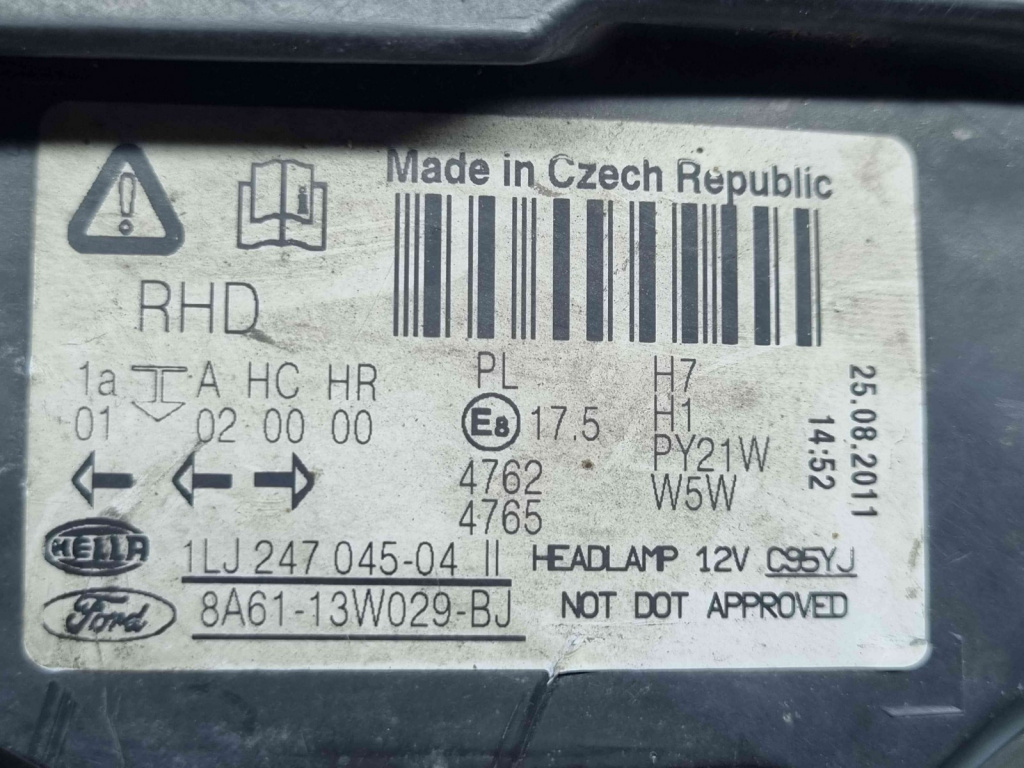 Made in Czech Republic
RHD
1a A HC HR
01 02 00 00
PL
E8 17.5
4762
4765
H7
H1
PY21W
W5W
25.08.2011
14:52
HELLA
1LJ 247 045-04 II
HEADLAMP 12V C95YJ
Ford
8A61-13W029-BJ
NOT DOT APPROVED